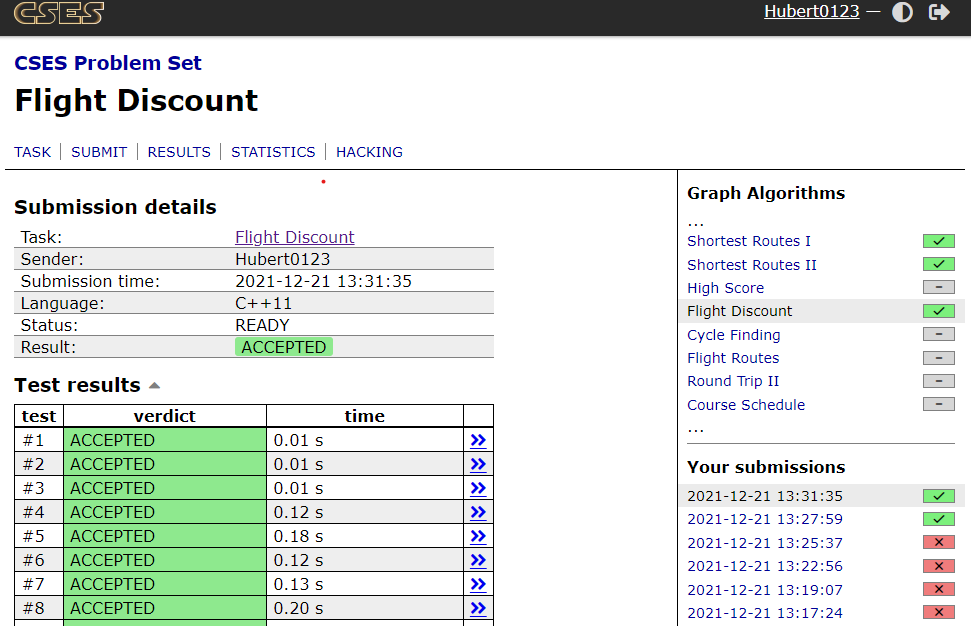 CSES
Hubert0123 —
CSES Problem Set
Flight Discount
TASK | SUBMIT | RESULTS | STATISTICS | HACKING
Submission details
Task: Flight Discount
Sender: Hubert0123
Submission time: 2021-12-21 13:31:35
Language: C++11
Status: READY
Result: ACCEPTED
Test results
test verdict time
#1 ACCEPTED 0.01 s »
#2 ACCEPTED 0.01 s »
#3 ACCEPTED 0.01 s »
#4 ACCEPTED 0.12 s »
#5 ACCEPTED 0.18 s »
#6 ACCEPTED 0.12 s »
#7 ACCEPTED 0.13 s »
#8 ACCEPTED 0.20 s »
Graph Algorithms
...
Shortest Routes I
Shortest Routes II
High Score –
Flight Discount
Cycle Finding –
Flight Routes –
Round Trip II –
Course Schedule –
...
Your submissions
2021-12-21 13:31:35
2021-12-21 13:27:59
2021-12-21 13:25:37
2021-12-21 13:22:56
2021-12-21 13:19:07
2021-12-21 13:17:24